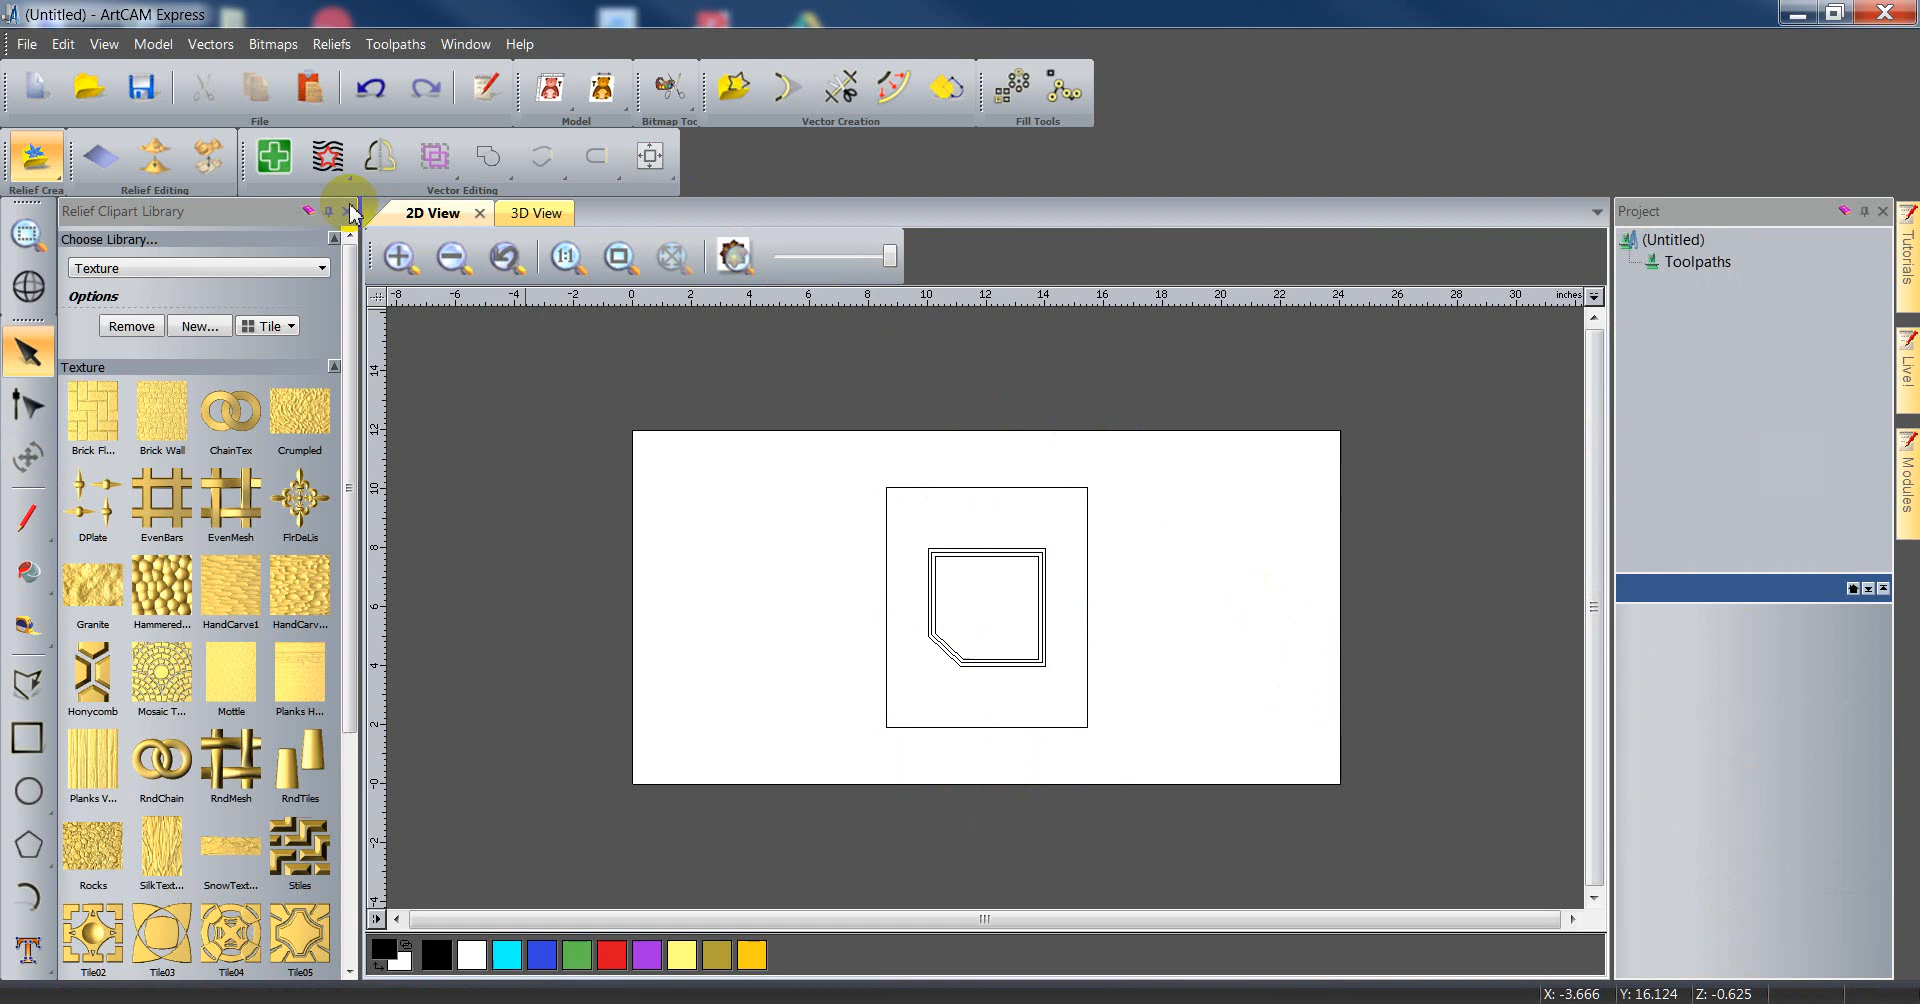 (Untitled) - ArtCAM Express
File Edit View Model Vectors Bitmaps Reliefs Toolpaths Window Help
File Model Bitmap Toc Vector Creation Fill Tools
Relief Crea Relief Editing Vector Editing
Relief Clipart Library
Choose Library...
Texture
Options
Remove New... Tile
Texture
Brick Fl... Brick Wall ChainTex Crumpled
DPlate EvenBars EvenMesh FlrDeLis
Granite Hammered... HandCarve1 HandCarv...
Honycomb Mosaic T... Mottle Planks H...
Planks V... RndChain RndMesh RndTiles
Rocks SilkText... SnowText... Stiles
Tile02 Tile03 Tile04 Tile05
2D View 3D View
1:1
-8 -6 -4 -2 0 2 4 6 8 10 12 14 16 18 20 22 24 26 28 30 inches
14
12
10
8
6
4
2
-0
-2
-4
Project
(Untitled)
Toolpaths
Tutorials
Live!
Modules
X: -3.666 Y: 16.124 Z: -0.625